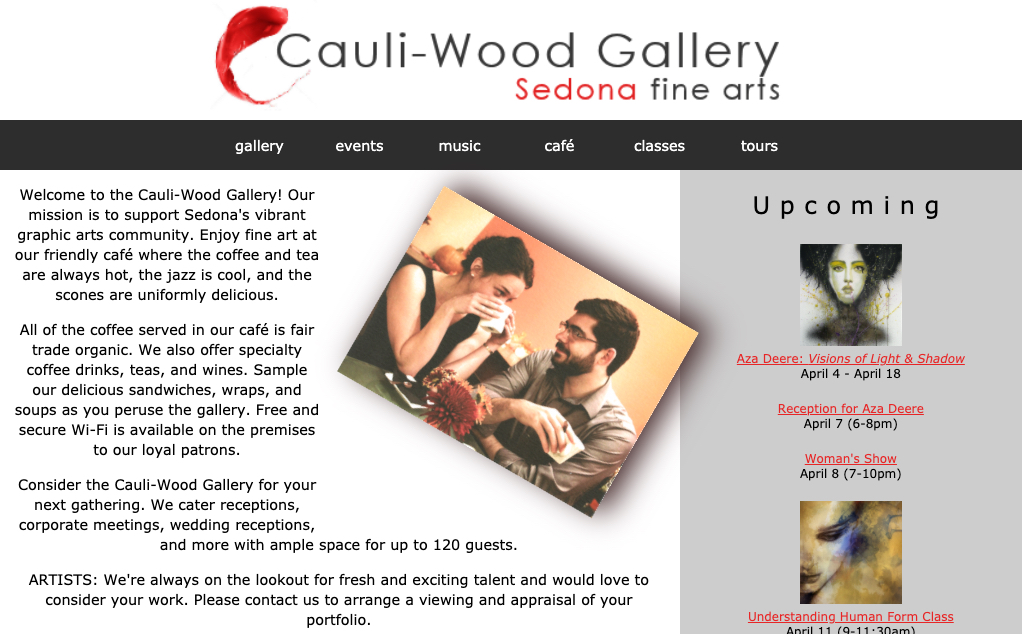 Cauli-Wood Gallery
Sedona fine arts
gallery events music café classes tours
Welcome to the Cauli-Wood Gallery! Our
mission is to support Sedona's vibrant
graphic arts community. Enjoy fine art at
our friendly café where the coffee and tea
are always hot, the jazz is cool, and the
scones are uniformly delicious.
All of the coffee served in our café is fair
trade organic. We also offer specialty
coffee drinks, teas, and wines. Sample
our delicious sandwiches, wraps, and
soups as you peruse the gallery. Free and
secure Wi-Fi is available on the premises
to our loyal patrons.
Consider the Cauli-Wood Gallery for your
next gathering. We cater receptions,
corporate meetings, wedding receptions,
and more with ample space for up to 120 guests.
ARTISTS: We're always on the lookout for fresh and exciting talent and would love to
consider your work. Please contact us to arrange a viewing and appraisal of your
portfolio.
Upcoming
Aza Deere: Visions of Light & Shadow
April 4 - April 18
Reception for Aza Deere
April 7 (6-8pm)
Woman's Show
April 8 (7-10pm)
Understanding Human Form Class
April 11 (9-11:30am)